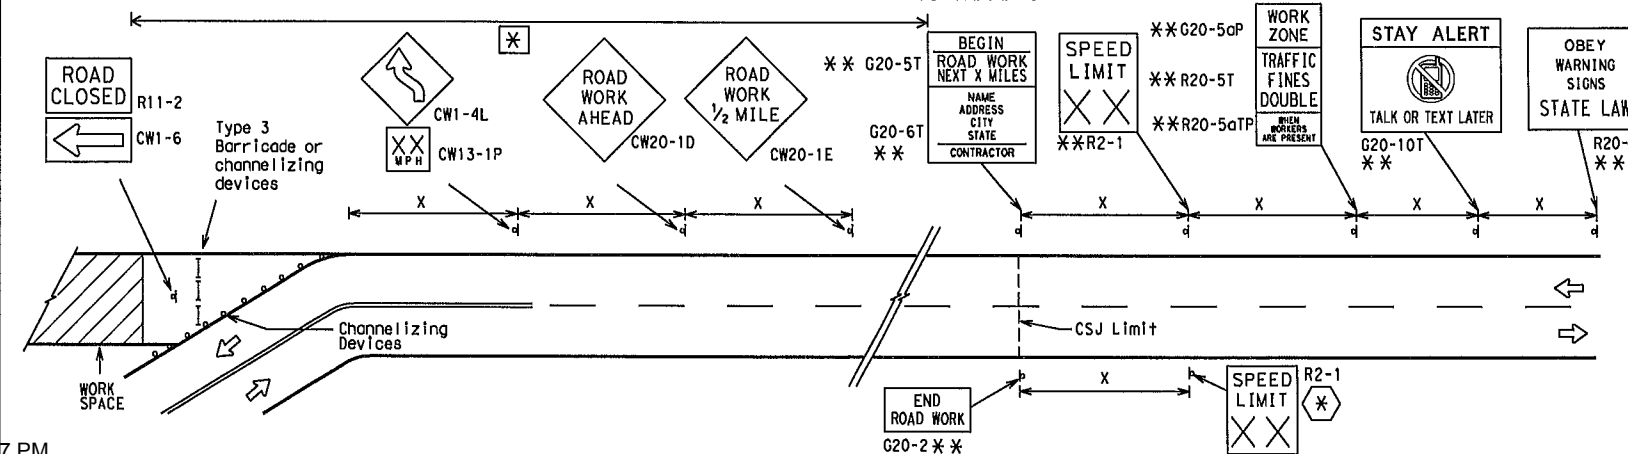 *
ROAD
CLOSED
R11-2
CW1-6
Type 3
Barricade or
channelizing
devices
CW1-4L
XX
MPH
CW13-1P
ROAD
WORK
AHEAD
CW20-1D
ROAD
WORK
1/2 MILE
CW20-1E
** G20-5T
BEGIN
ROAD WORK
NEXT X MILES
NAME
ADDRESS
CITY
STATE
CONTRACTOR
G20-6T
**
SPEED
LIMIT
XX
**R2-1
**G20-5aP
WORK
ZONE
**R20-5T
TRAFFIC
FINES
DOUBLE
**R20-5aTP
WHEN
WORKERS
ARE PRESENT
STAY ALERT
TALK OR TEXT LATER
G20-10T
**
OBEY
WARNING
SIGNS
STATE LAW
R20-
**
X
X
X
X
X
X
X
Channelizing
Devices
CSJ Limit
WORK
SPACE
END
ROAD WORK
G20-2**
X
SPEED
LIMIT
XX
R2-1
*
7 PM